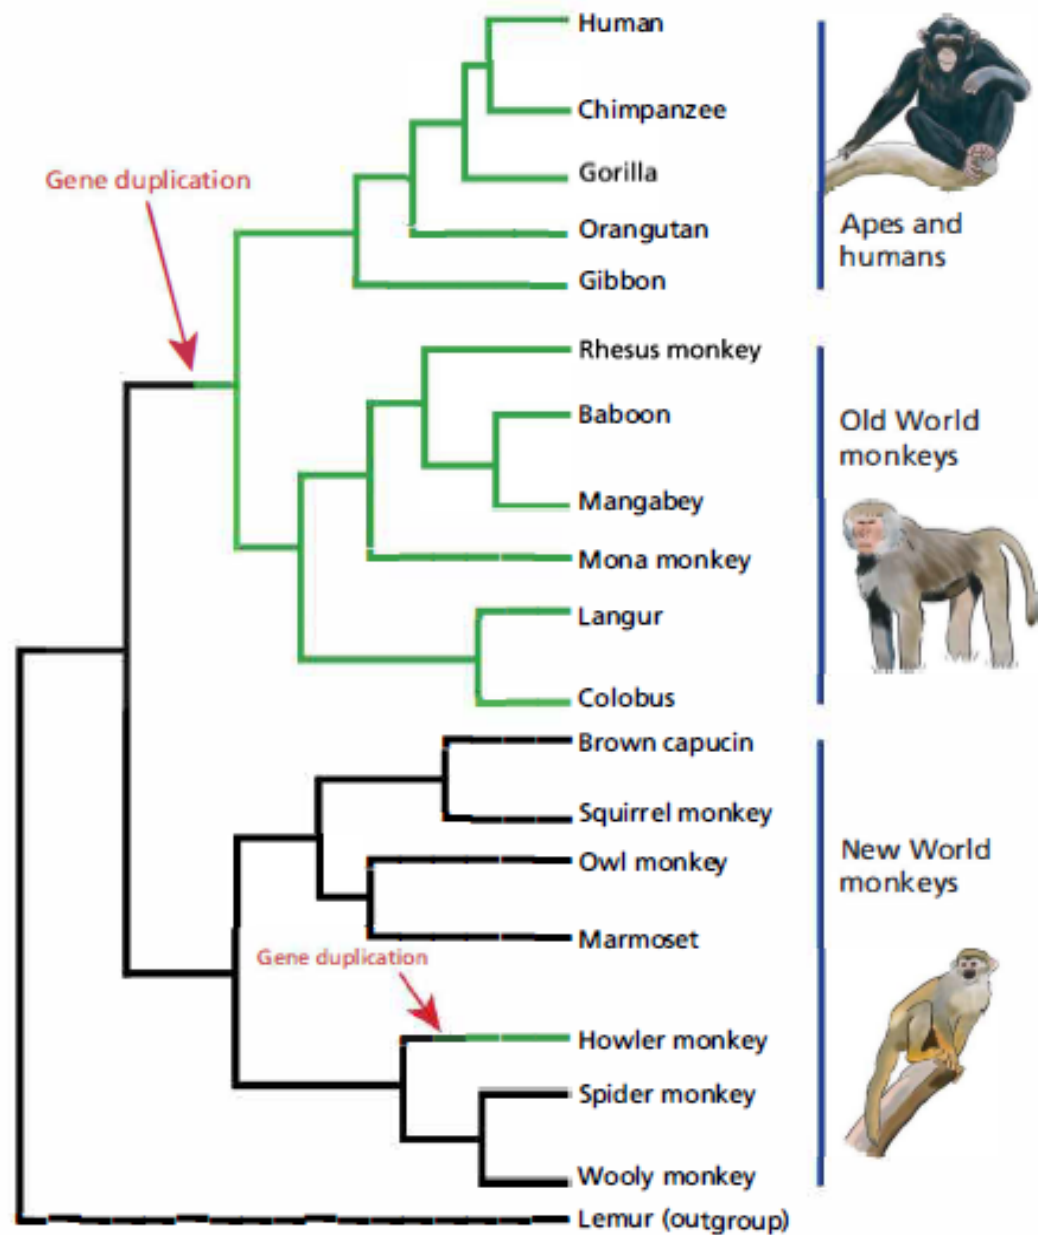 Human
Chimpanzee
Gene duplication
Gorilla
Orangutan
Apes and
humans
Gibbon
Rhesus monkey
Baboon
Old World
monkeys
Mangabey
Mona monkey
Langur
Colobus
Brown capucin
Squirrel monkey
Owl monkey
New World
monkeys
Marmoset
Gene duplication
Howler monkey
Spider monkey
Wooly monkey
Lemur (outgroup)